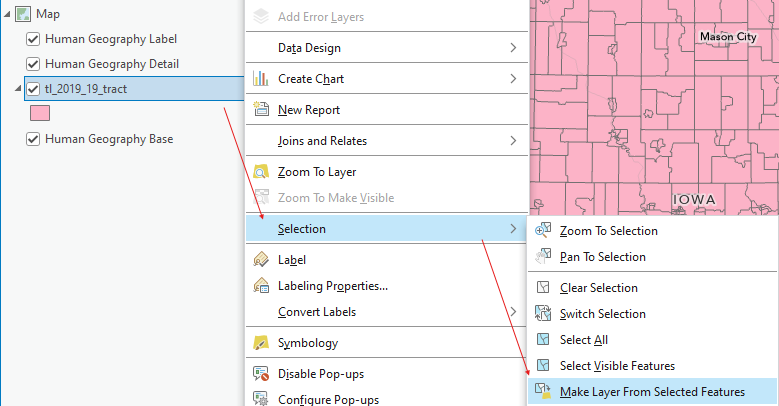 Map
Human Geography Label
Human Geography Detail
tl_2019_19_tract
Human Geography Base
Add Error Layers
Data Design
Create Chart
New Report
Joins and Relates
Zoom To Layer
Zoom To Make Visible
Selection
Label
Labeling Properties...
Convert Labels
Symbology
Disable Pop-ups
Configure Pop-ups
Mason City
IOWA
Zoom To Selection
Pan To Selection
Clear Selection
Switch Selection
Select All
Select Visible Features
Make Layer From Selected Features